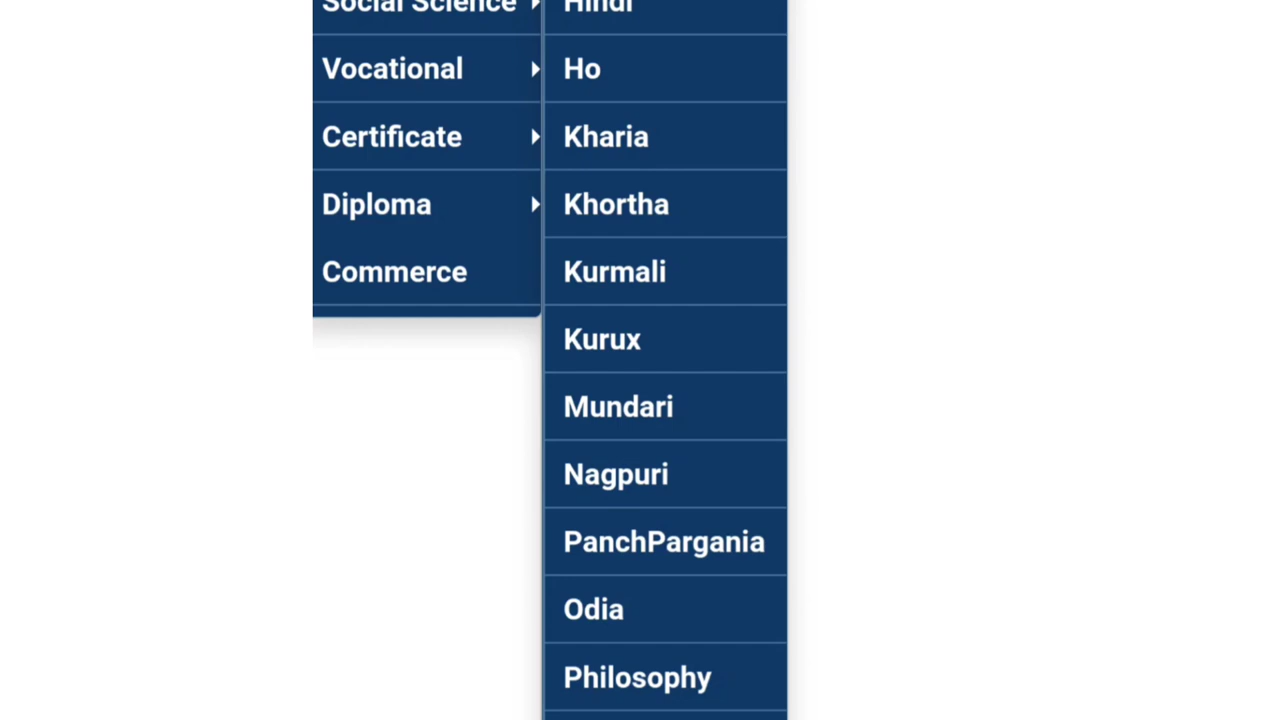 Social Science
Vocational
Certificate
Diploma
Commerce
Hindi
Ho
Kharia
Khortha
Kurmali
Kurux
Mundari
Nagpuri
PanchPargania
Odia
Philosophy